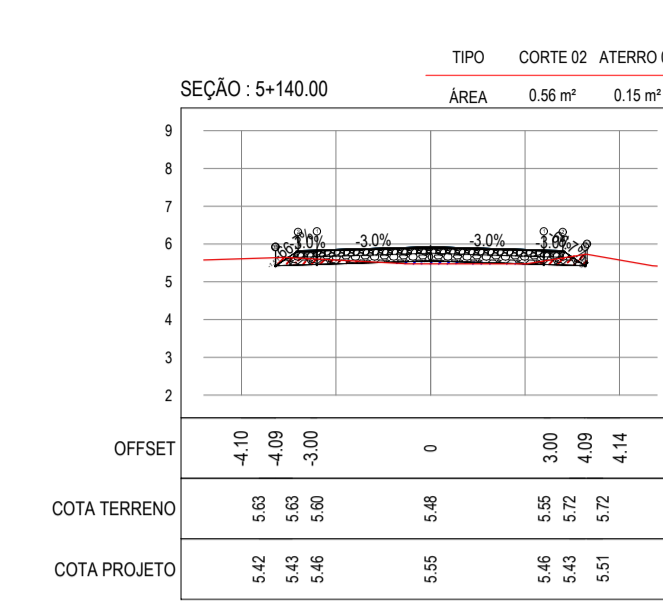 TIPO CORTE 02 ATERRO
SEÇÃO : 5+140.00
ÁREA 0.56 m² 0.15 m²
9
8
7
6
5
4
3
2
-3.0% -3.0%
OFFSET -4.10 -4.09 -3.00 0 3.00 4.09 4.14
COTA TERRENO 5.63 5.63 5.60 5.48 5.55 5.72 5.72
COTA PROJETO 5.42 5.43 5.46 5.55 5.46 5.43 5.51